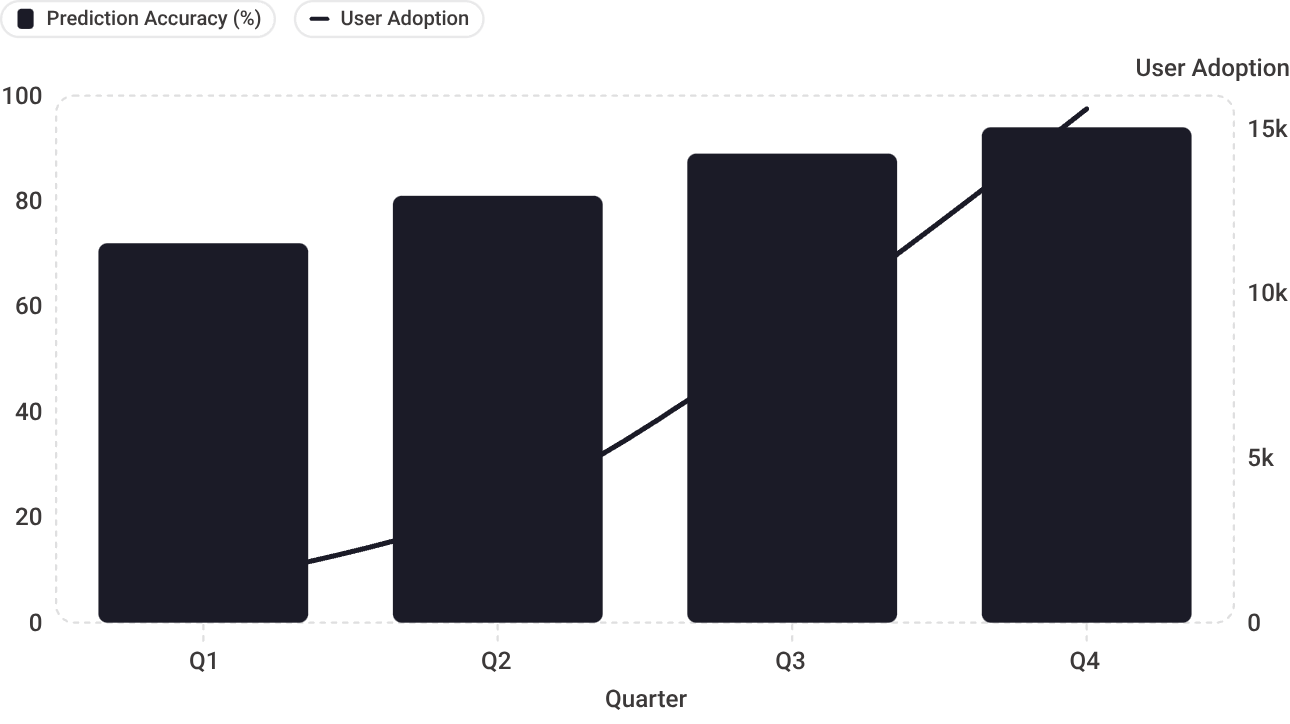 Prediction Accuracy (%) User Adoption
User Adoption
100
15k
80
60
10k
40
5k
20
0 0
Q1 Q2 Q3 Q4
Quarter